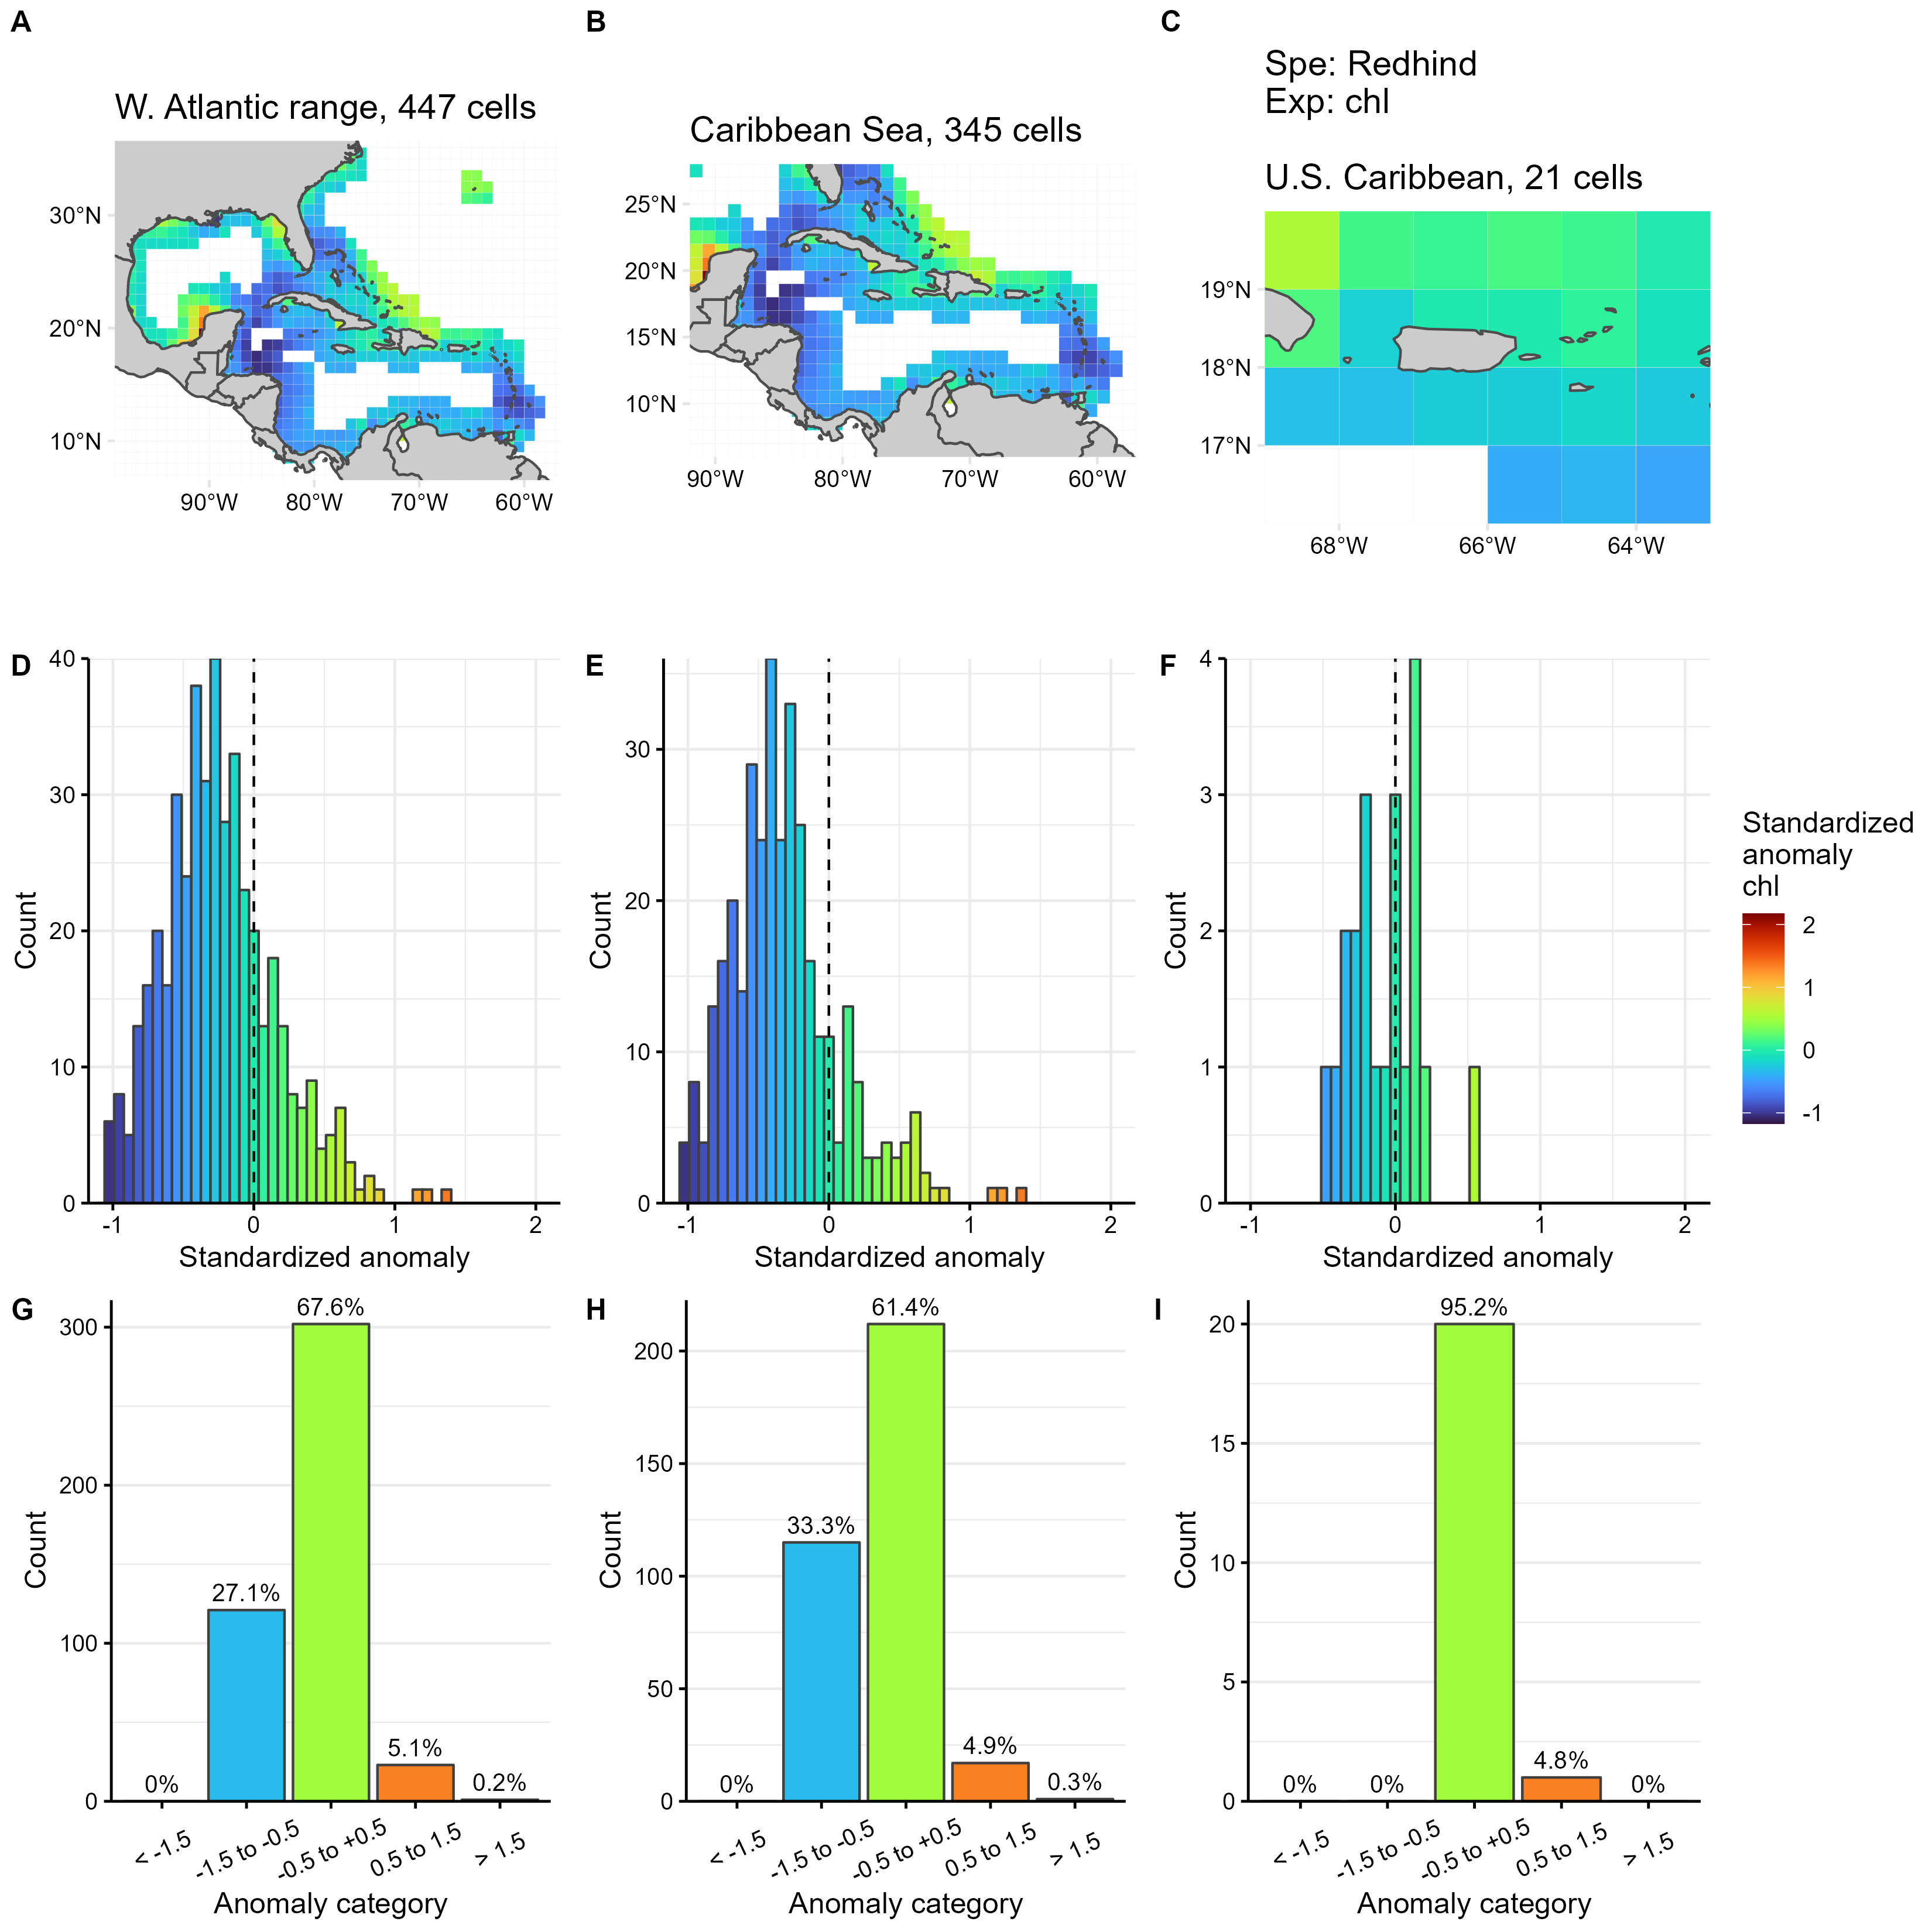 A
B
C
Spe: Redhind
Exp: chl
W. Atlantic range, 447 cells
Caribbean Sea, 345 cells
U.S. Caribbean, 21 cells
30°N
20°N
10°N
90°W
80°W
70°W
60°W
25°N
20°N
15°N
10°N
90°W
80°W
70°W
60°W
19°N
18°N
17°N
68°W
66°W
64°W
D
40
30
20
10
0
Count
-1
0
1
2
Standardized anomaly
E
30
20
10
0
Count
-1
0
1
2
Standardized anomaly
F
4
3
2
1
0
Count
-1
0
1
2
Standardized anomaly
Standardized
anomaly
chl
2
1
0
-1
G
300
200
100
0
Count
0%
27.1%
67.6%
5.1%
0.2%
< -1.5
-1.5 to -0.5
-0.5 to +0.5
0.5 to 1.5
> 1.5
Anomaly category
H
200
150
100
50
0
Count
0%
33.3%
61.4%
4.9%
0.3%
< -1.5
-1.5 to -0.5
-0.5 to +0.5
0.5 to 1.5
> 1.5
Anomaly category
I
20
15
10
5
0
Count
0%
0%
95.2%
4.8%
0%
< -1.5
-1.5 to -0.5
-0.5 to +0.5
0.5 to 1.5
> 1.5
Anomaly category